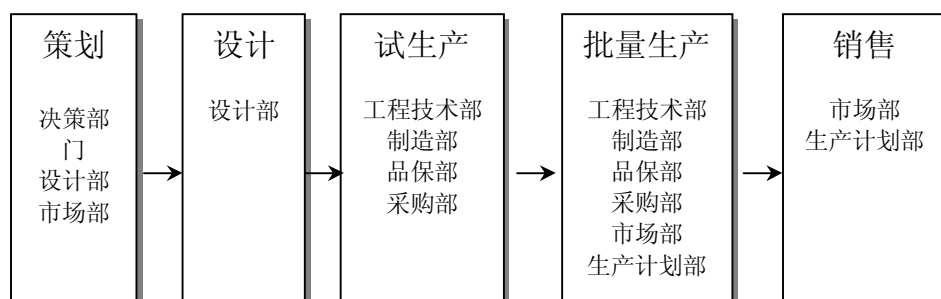 策划
决策部
门
设计部
市场部
设计
设计部
试生产
工程技术部
制造部
品保部
采购部
批量生产
工程技术部
制造部
品保部
采购部
市场部
生产计划部
销售
市场部
生产计划部